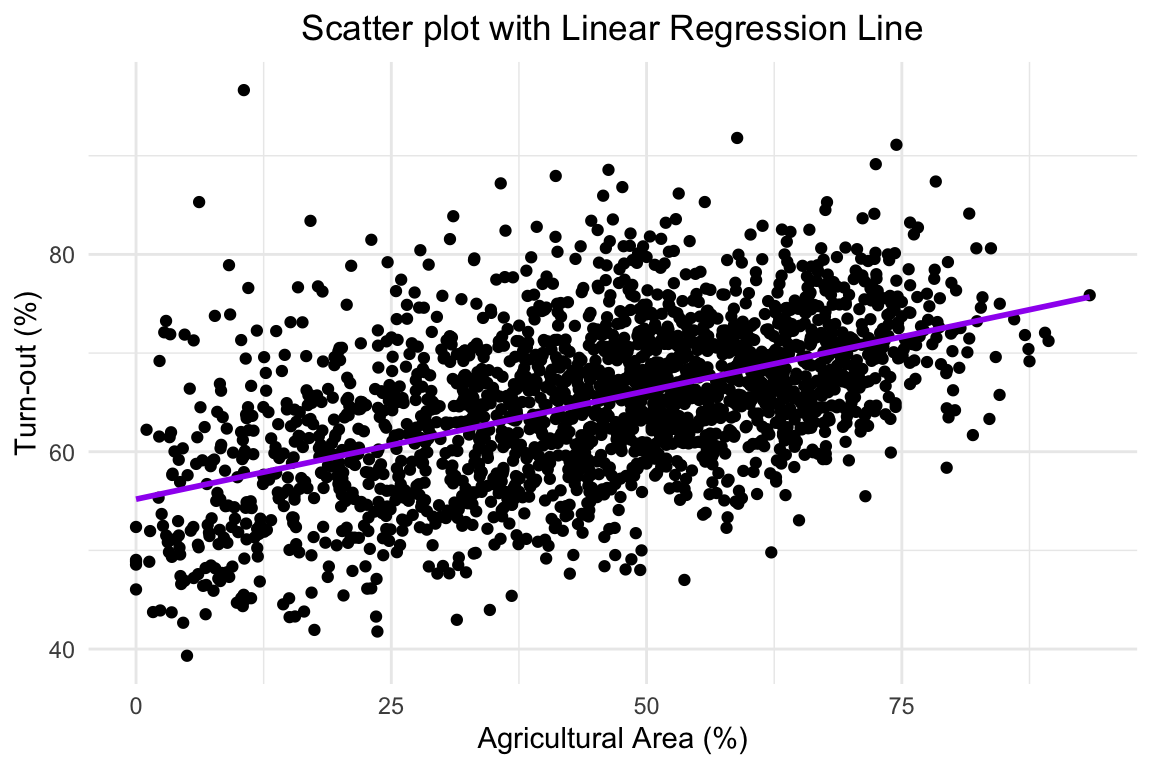 Scatter plot with Linear Regression Line
Turn-out (%)
80
60
40
0 25 50 75
Agricultural Area (%)